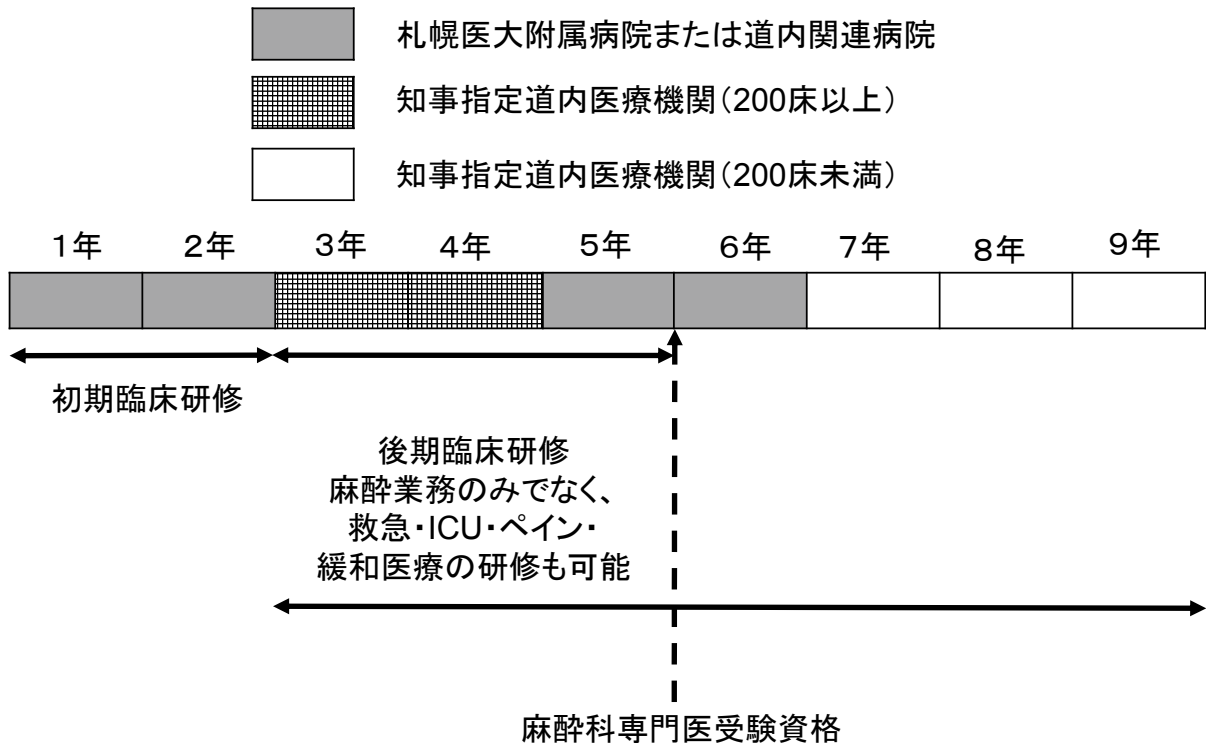 札幌医大附属病院または道内関連病院
知事指定道内医療機関（200床以上）
知事指定道内医療機関（200床未満）
1年 2年 3年 4年 5年 6年 7年 8年 9年
初期臨床研修
後期臨床研修
麻酔業務のみでなく、
救急・ICU・ペイン・
緩和医療の研修も可能
麻酔科専門医受験資格